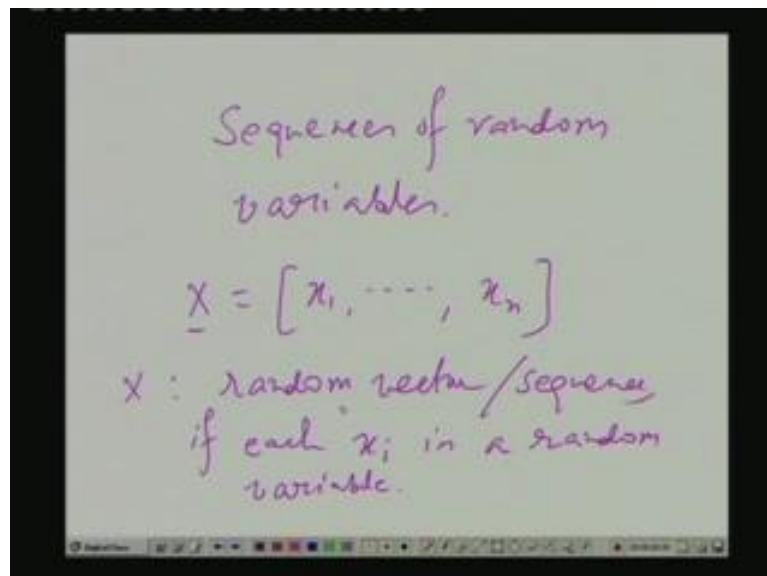 Sequences of random
variables.
X = [x₁, ....., xₙ]
X : random vector/sequence
if each xᵢ is a random
variable.